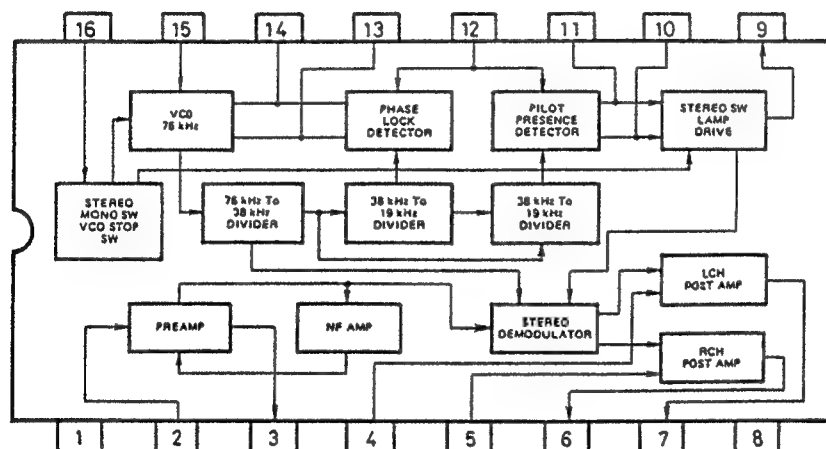 16 15 14 13 12 11 10 9
VCO
76 kHz
PHASE
LOCK
DETECTOR
PILOT
PRESENCE
DETECTOR
STEREO SW
LAMP
DRIVE
STEREO
MONO SW
VCO STOP
SW
76 kHz To
38 kHz
DIVIDER
38 kHz To
19 kHz
DIVIDER
38 kHz To
19 kHz
DIVIDER
LCH
POST AMP
PREAMP
NF AMP
STEREO
DEMODULATOR
RCH
POST AMP
1 2 3 4 5 6 7 8